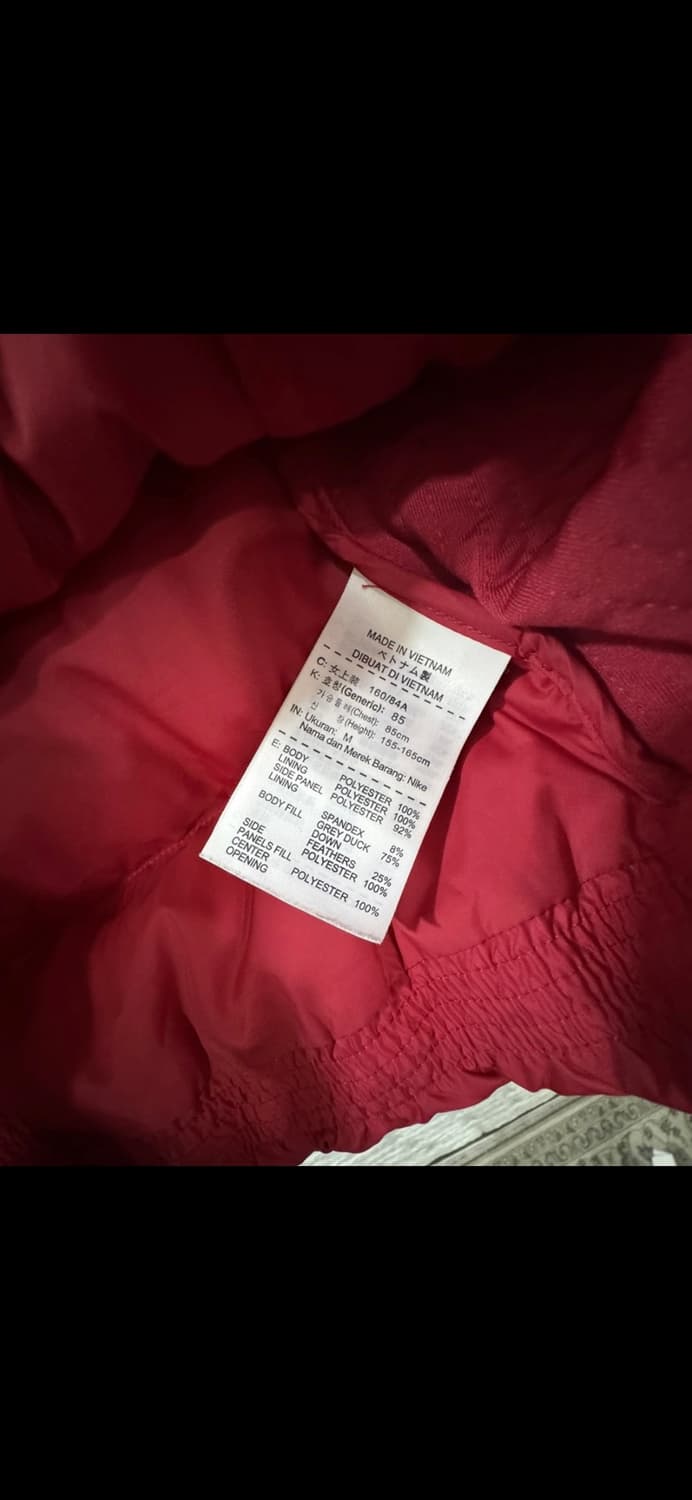 MADE IN VIETNAM
ベトナム製
DIBUAT DI VIETNAM
C: 女上装 160/84A
K: 호칭(Generic): 85
가슴둘레(Chest): 85cm
신 장(Height): 155-165cm
IN: Ukuran: M
Nama dan Merek Barang: Nike
E: BODY POLYESTER 100%
LINING POLYESTER 100%
SIDE PANEL POLYESTER 92%
LINING SPANDEX 8%
BODY FILL GREY DUCK 75%
DOWN
FEATHERS 25%
SIDE POLYESTER 100%
PANELS FILL
CENTER POLYESTER 100%
OPENING